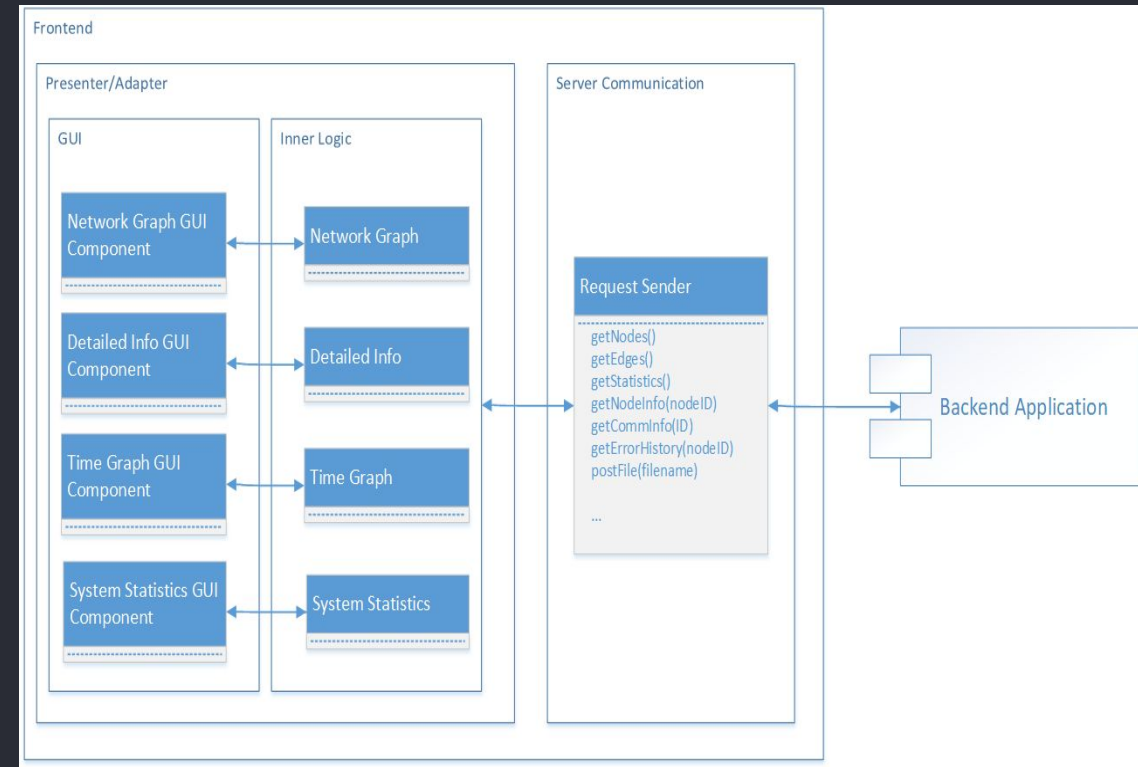 Frontend
Presenter/Adapter
GUI
Network Graph GUI
Component
Detailed Info GUI
Component
Time Graph GUI
Component
System Statistics GUI
Component
Inner Logic
Network Graph
Detailed Info
Time Graph
System Statistics
Server Communication
Request Sender
getNodes()
getEdges()
getStatistics()
getNodeInfo(nodeID)
getCommInfo(ID)
getErrorHistory(nodeID)
postFile(filename)
...
Backend Application